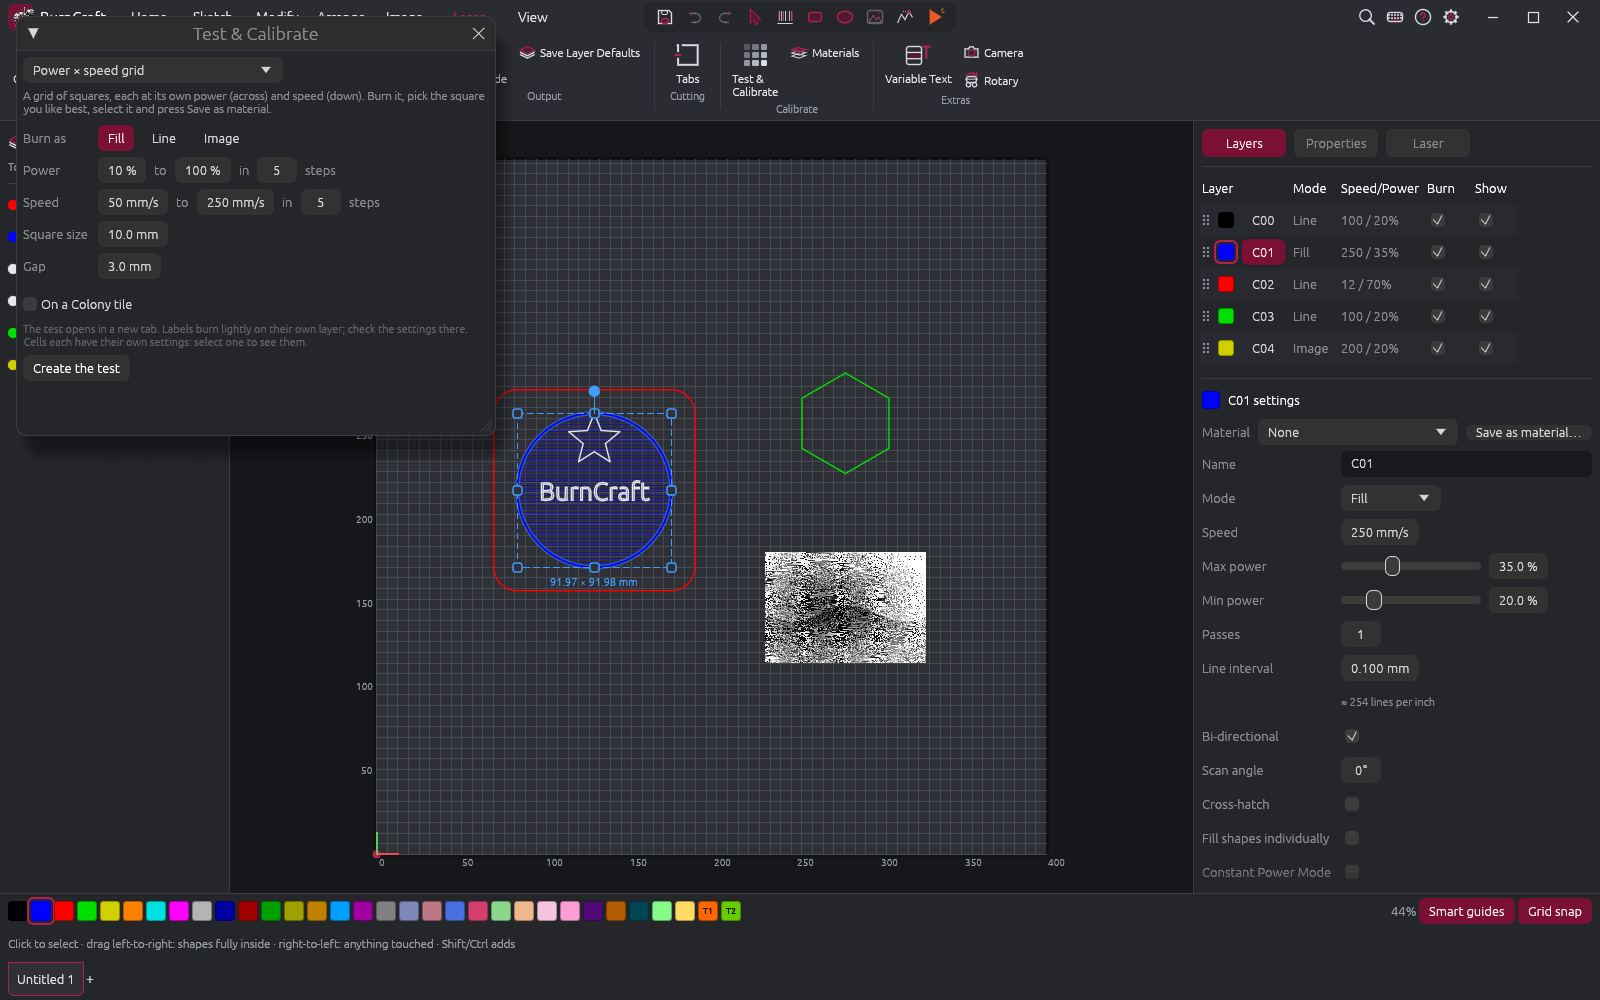 View
Test & Calibrate
Power × speed grid
A grid of squares, each at its own power (across) and speed (down). Burn it, pick the square
you like best, select it and press Save as material.
Burn as Fill Line Image
Power 10 % to 100 % in 5 steps
Speed 50 mm/s to 250 mm/s in 5 steps
Square size 10.0 mm
Gap 3.0 mm
On a Colony tile
The test opens in a new tab. Labels burn lightly on their own layer; check the settings there.
Cells each have their own settings: select one to see them.
Create the test
Save Layer Defaults
Output
Tabs
Cutting
Test &
Calibrate
Materials
Calibrate
Variable Text
Camera
Rotary
Extras
BurnCraft
91.97 × 91.98 mm
200
150
100
50
0 50 100 150 200 250 300 350 400
Layers Properties Laser
Layer Mode Speed/Power Burn Show
C00 Line 100 / 20%
C01 Fill 250 / 35%
C02 Line 12 / 70%
C03 Line 100 / 20%
C04 Image 200 / 20%
C01 settings
Material None Save as material...
Name C01
Mode Fill
Speed 250 mm/s
Max power 35.0 %
Min power 20.0 %
Passes 1
Line interval 0.100 mm
≈ 254 lines per inch
Bi-directional
Scan angle 0°
Cross-hatch
Fill shapes individually
Constant Power Mode
T1 T2
44% Smart guides Grid snap
Click to select · drag left-to-right: shapes fully inside · right-to-left: anything touched · Shift/Ctrl adds
Untitled 1 +